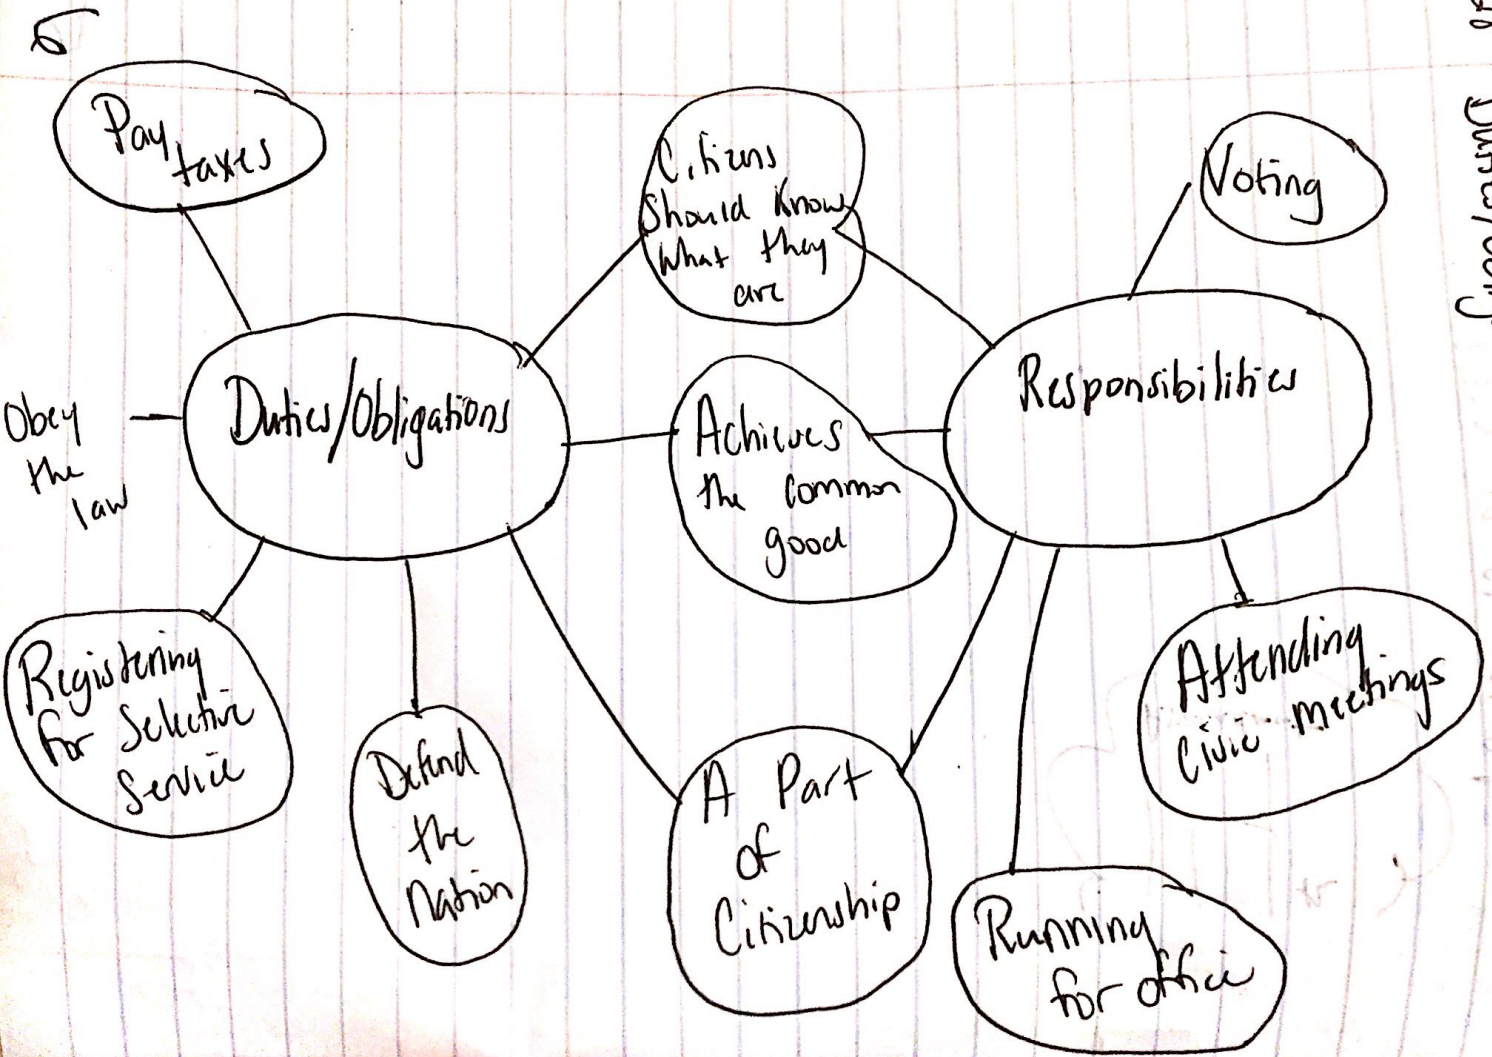 Pay
taxes
Citizens
Should Know
What they
are
Voting
Duties/Obligations
Responsibilities
Obey
the
law
Achieves
the common
good
Registering
for Selective
Service
Defend
the
Nation
A Part
of
Citizenship
Attending
Civic meetings
Running
for office